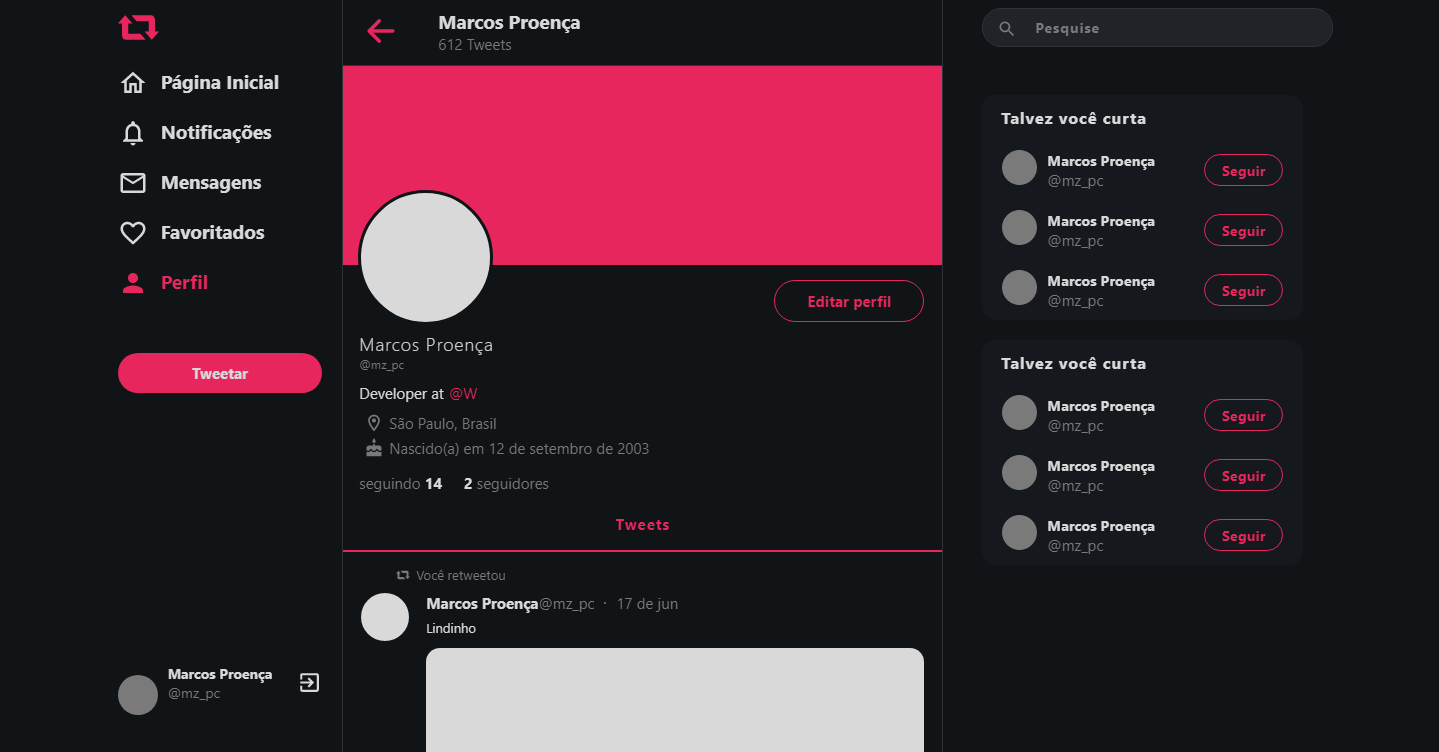 Página Inicial
Notificações
Mensagens
Favoritados
Perfil
Tweetar
Marcos Proença
@mz_pc
Marcos Proença
612 Tweets
Editar perfil
Marcos Proença
@mz_pc
Developer at @W
São Paulo, Brasil
Nascido(a) em 12 de setembro de 2003
seguindo 14 2 seguidores
Tweets
Você retweetou
Marcos Proença@mz_pc · 17 de jun
Lindinho
Pesquise
Talvez você curta
Marcos Proença
@mz_pc
Seguir
Marcos Proença
@mz_pc
Seguir
Marcos Proença
@mz_pc
Seguir
Talvez você curta
Marcos Proença
@mz_pc
Seguir
Marcos Proença
@mz_pc
Seguir
Marcos Proença
@mz_pc
Seguir